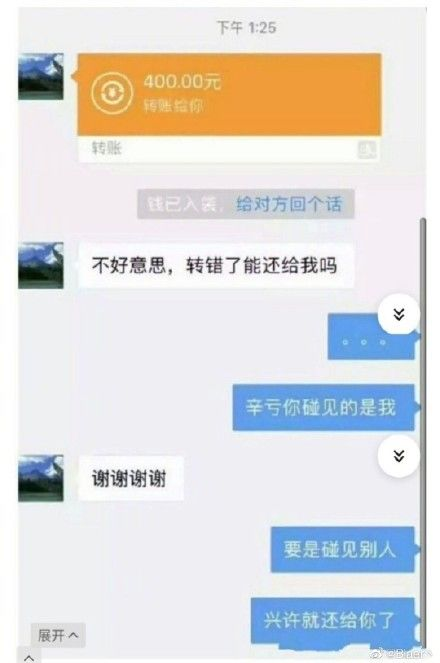 下午 1:25
400.00元
转账给你
转账
钱已入袋，给对方回个话
不好意思，转错了能还给我吗
。。。
辛亏你碰见的是我
谢谢谢谢
要是碰见别人
兴许就还给你了
展开